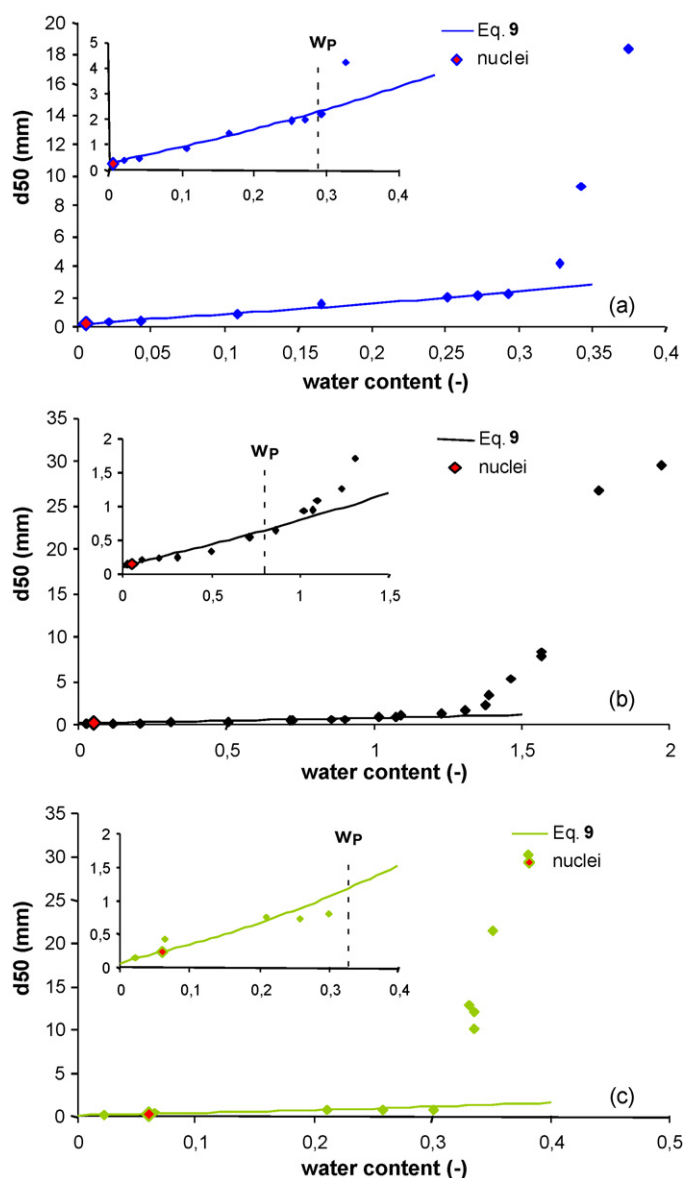 20
18
16
14
12
10
8
6
4
2
0
d50 (mm)
5
4
3
2
1
0
0 0,1 0,2 0,3 0,4
wP
Eq. 9
nuclei
(a)
0 0,05 0,1 0,15 0,2 0,25 0,3 0,35 0,4
water content (-)
35
30
25
20
15
10
5
0
d50 (mm)
2
1,5
1
0,5
0
0 0,5 1 1,5
wP
Eq. 9
nuclei
(b)
0 0,5 1 1,5 2
water content (-)
35
30
25
20
15
10
5
0
d50 (mm)
2
1,5
1
0,5
0
0 0,1 0,2 0,3 0,4
wP
Eq. 9
nuclei
(c)
0 0,1 0,2 0,3 0,4 0,5
water content (-)